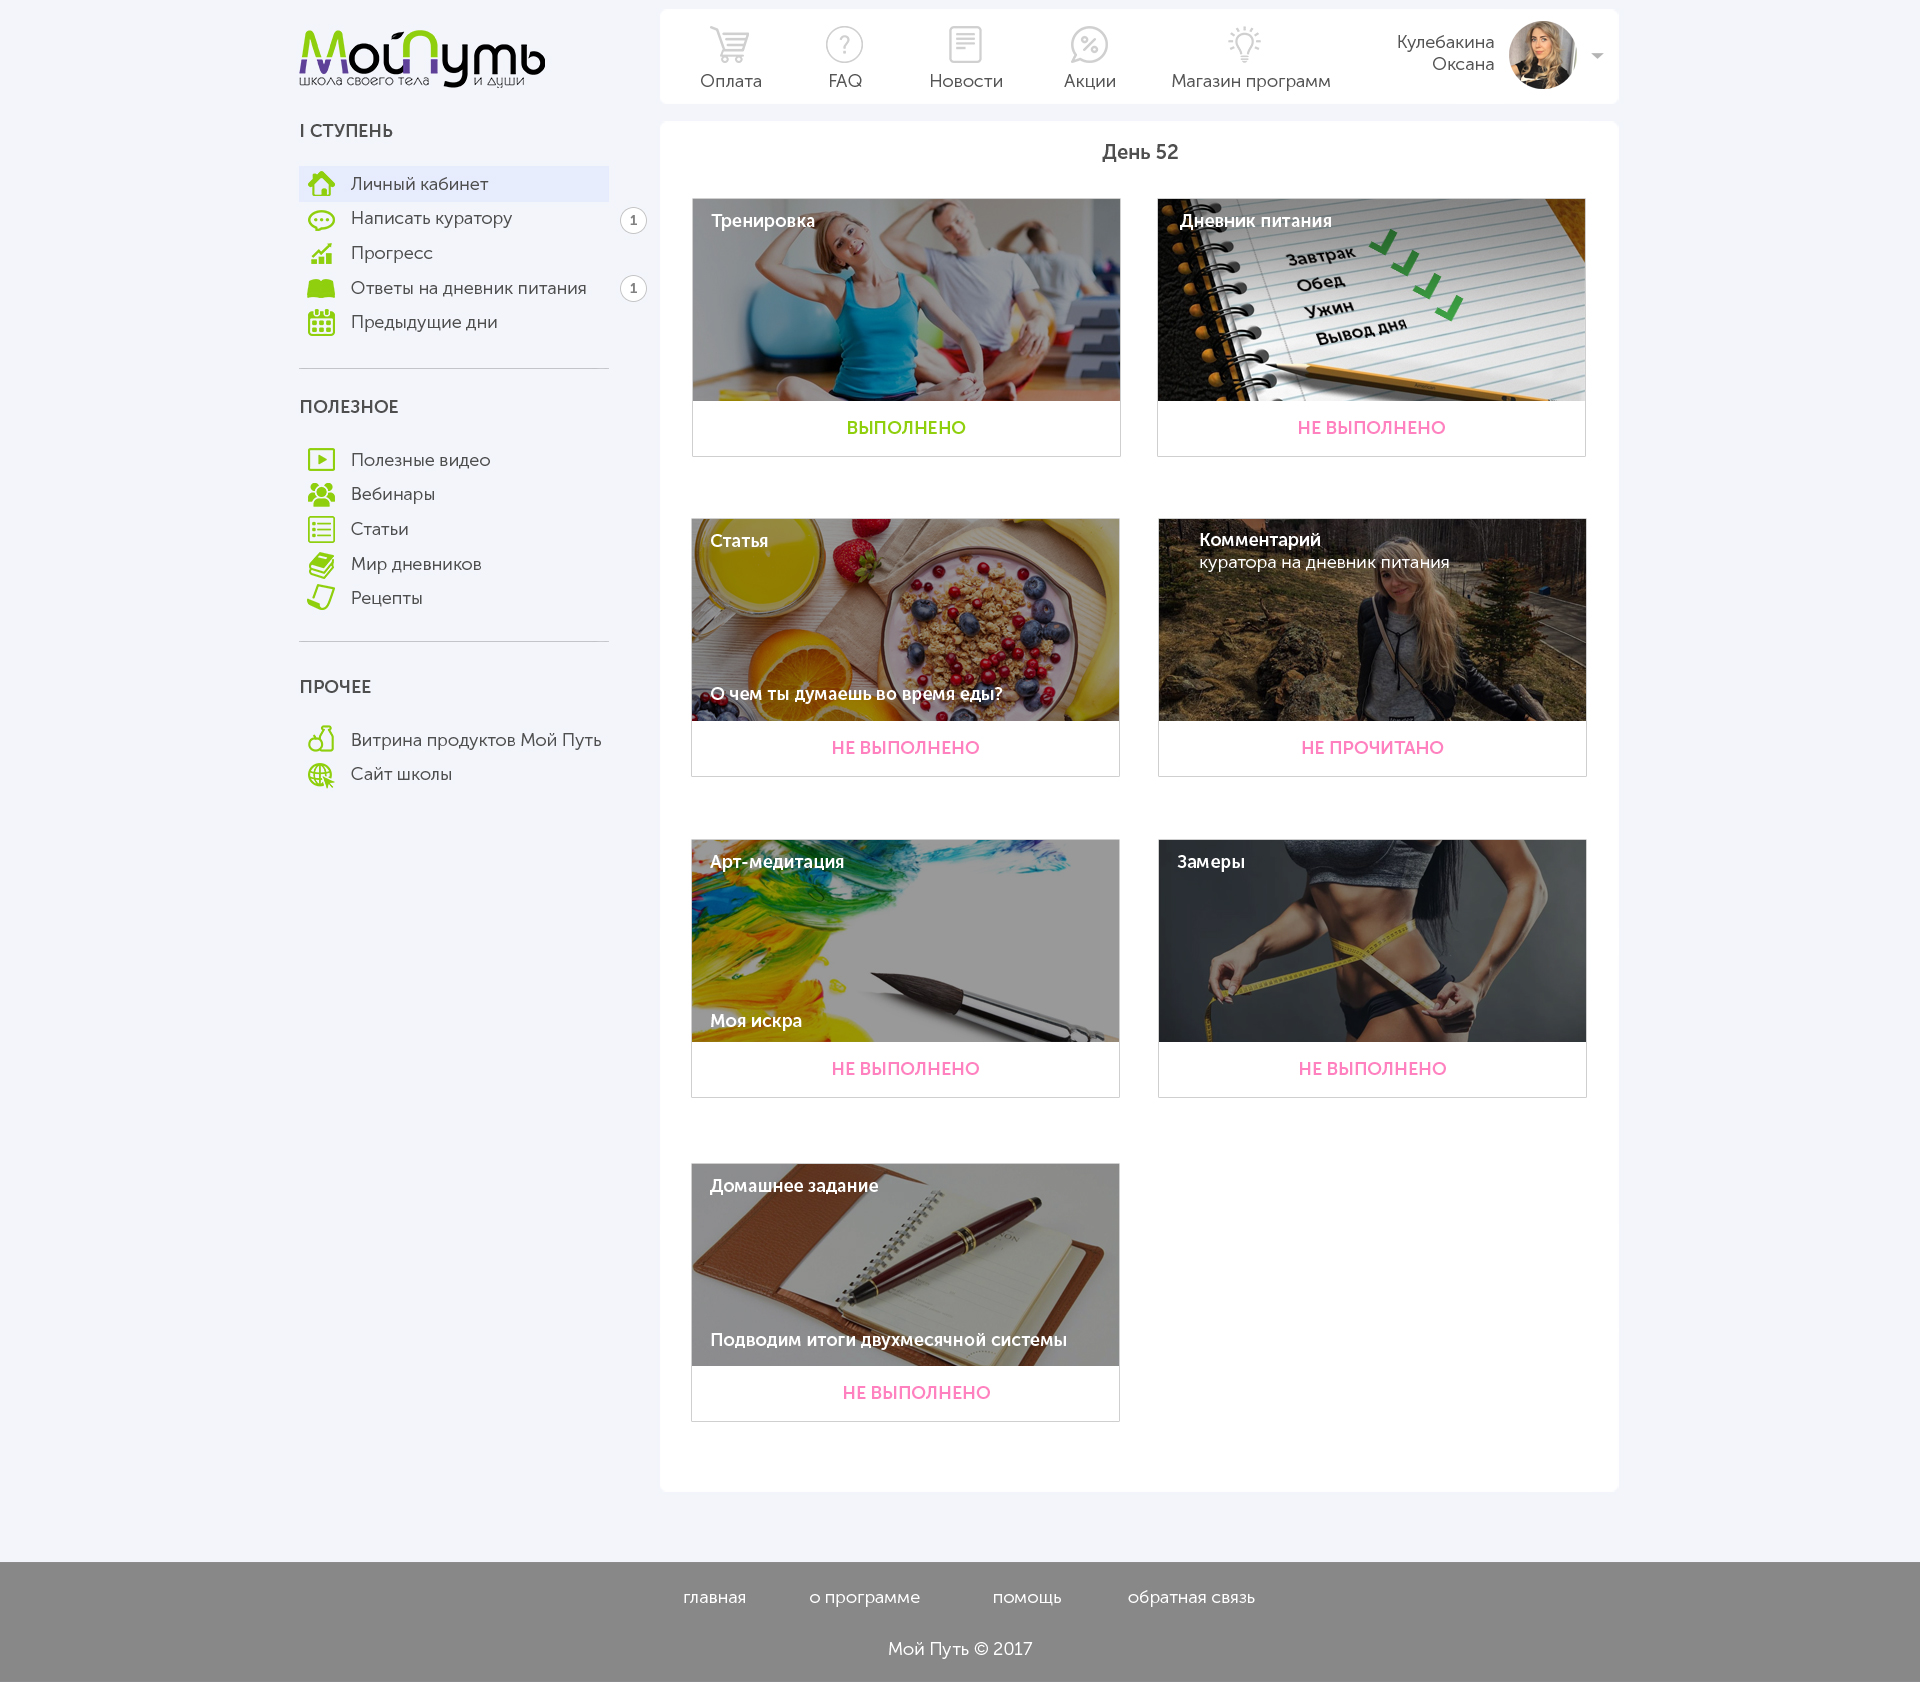 МойПуть
школа своего тела и души
Оплата
FAQ
Новости
Акции
Магазин программ
Кулебакина
Оксана
I СТУПЕНЬ
Личный кабинет
Написать куратору
1
Прогресс
Ответы на дневник питания
1
Предыдущие дни
ПОЛЕЗНОЕ
Полезные видео
Вебинары
Статьи
Мир дневников
Рецепты
ПРОЧЕЕ
Витрина продуктов Мой Путь
Сайт школы
День 52
Тренировка
ВЫПОЛНЕНО
Дневник питания
Завтрак
Обед
Ужин
Вывод дня
НЕ ВЫПОЛНЕНО
Статья
О чем ты думаешь во время еды?
НЕ ВЫПОЛНЕНО
Комментарий
куратора на дневник питания
НЕ ПРОЧИТАНО
Арт-медитация
Моя искра
НЕ ВЫПОЛНЕНО
Замеры
НЕ ВЫПОЛНЕНО
Домашнее задание
Подводим итоги двухмесячной системы
НЕ ВЫПОЛНЕНО
главная
о программе
помощь
обратная связь
Мой Путь © 2017